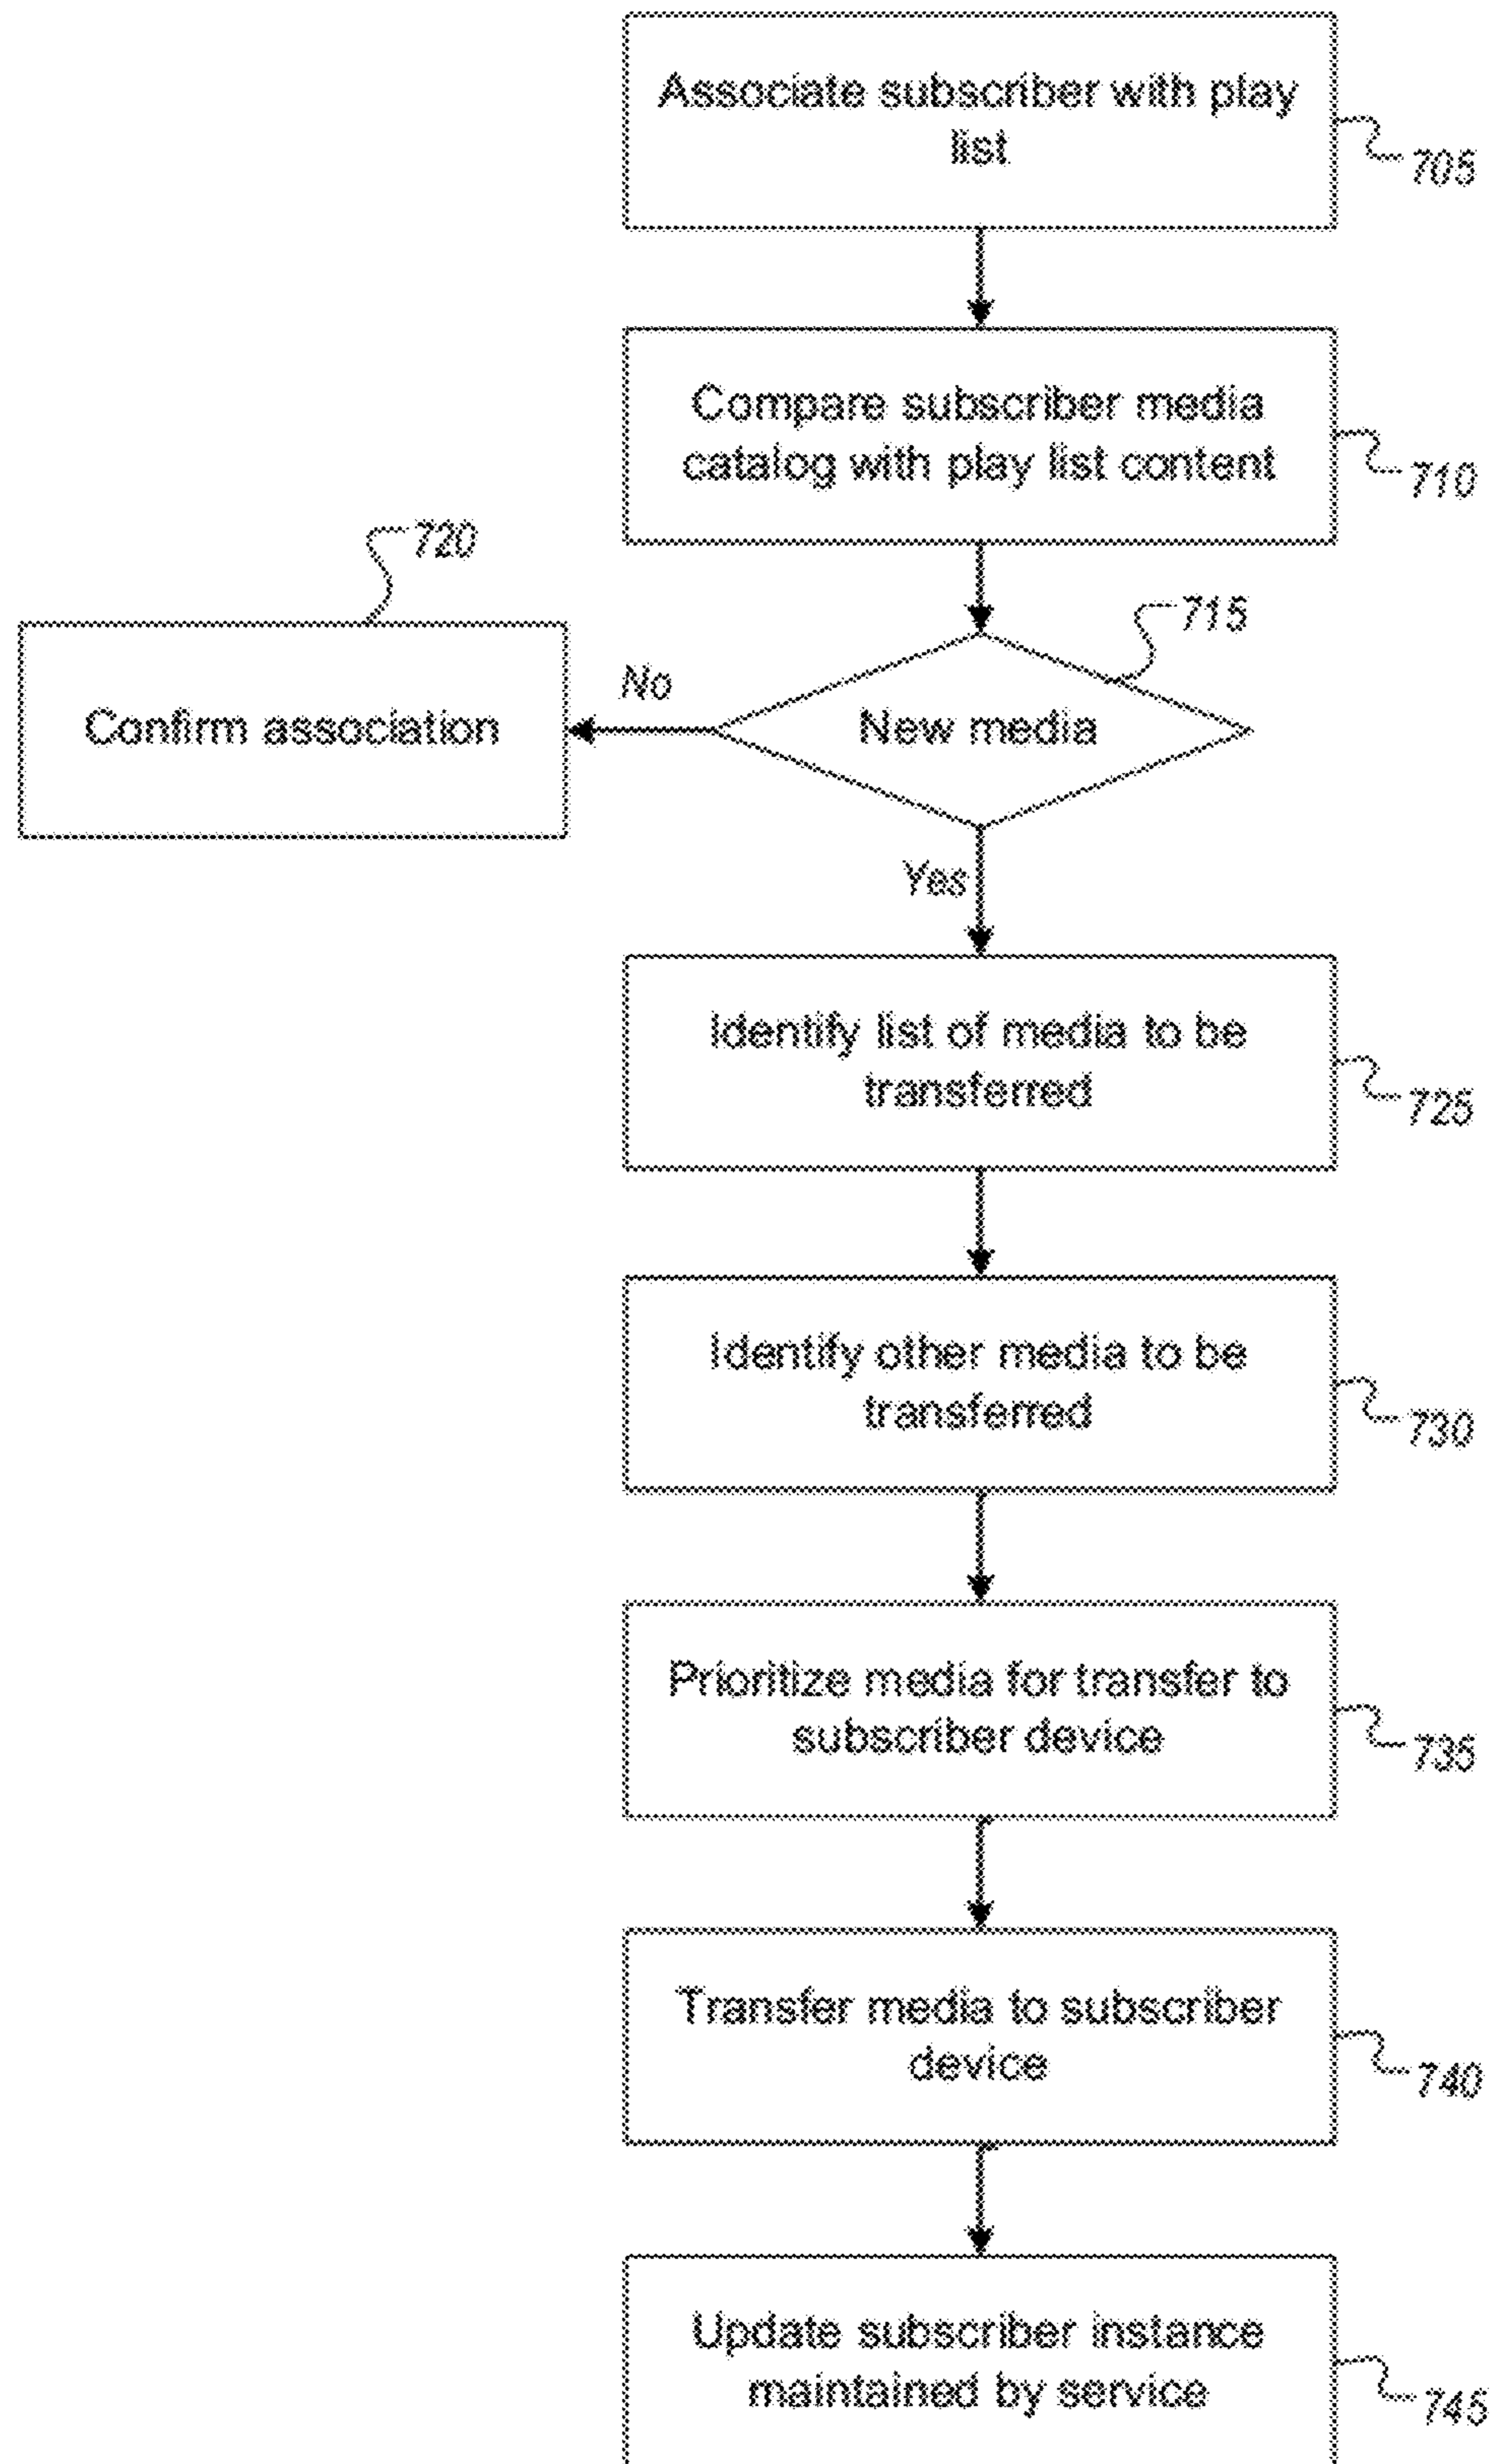 Associate subscriber with play
list
705
Compare subscriber media
catalog with play list content
710
720
715
Confirm association
No
New media
Yes
Identify list of media to be
transferred
725
Identify other media to be
transferred
730
Prioritize media for transfer to
subscriber device
735
Transfer media to subscriber
device
740
Update subscriber instance
maintained by service
745